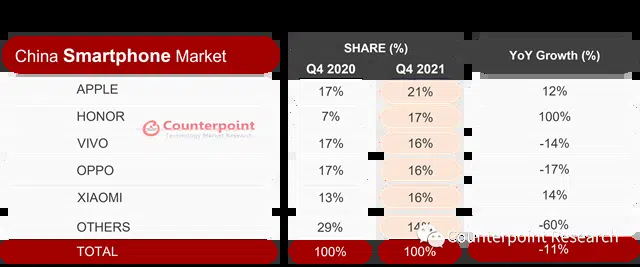 China Smartphone Market
SHARE (%)
YoY Growth (%)
Q4 2020 Q4 2021
APPLE 17% 21% 12%
HONOR 7% 17% 100%
Counterpoint
Technology Market Research
VIVO 17% 16% -14%
OPPO 17% 16% -17%
XIAOMI 13% 16% 14%
OTHERS 29% 14% -60%
Counterpoint Research
TOTAL 100% 100% -11%